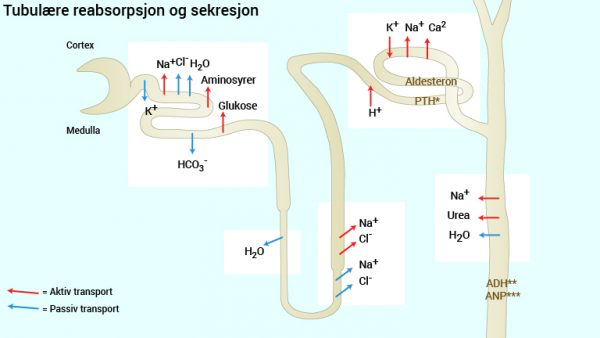 Tubulære reabsorpsjon og sekresjon
Cortex
Medulla
Na+ Cl- H₂O
Aminosyrer
K+
Glukose
HCO₃-
K+ Na+ Ca²
Aldesteron
PTH*
H+
H₂O
Na+
Cl-
Na+
Cl-
Na+
Urea
H₂O
ADH**
ANP***
= Aktiv transport
= Passiv transport